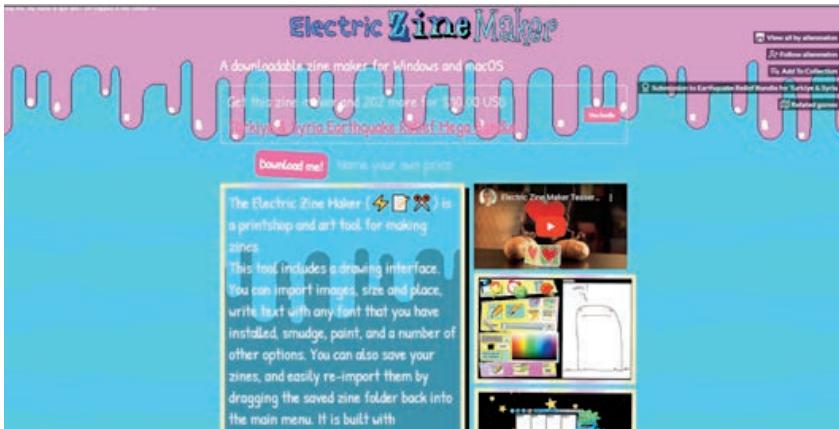 Electric Zine Maker
A downloadable zine maker for Windows and macOS
Get this zine maker and 202 more for $10.00 USD
Türkiye & Syria Earthquake Relief Mega Bundle
View bundle
Download me! Name your own price
The Electric Zine Maker (⚡📝✂) is
a printshop and art tool for making
zines
This tool includes a drawing interface.
You can import images, size and place,
write text with any font that you have
installed, smudge, paint, and a number of
other options. You can also save your
zines, and easily re-import them by
dragging the saved zine folder back into
the main menu. It is built with
Electric Zine Maker Teaser...
View all by alienmelon
Follow alienmelon
Add To Collection
Submission to Earthquake Relief Bundle for Turkiye & Syria
Related games